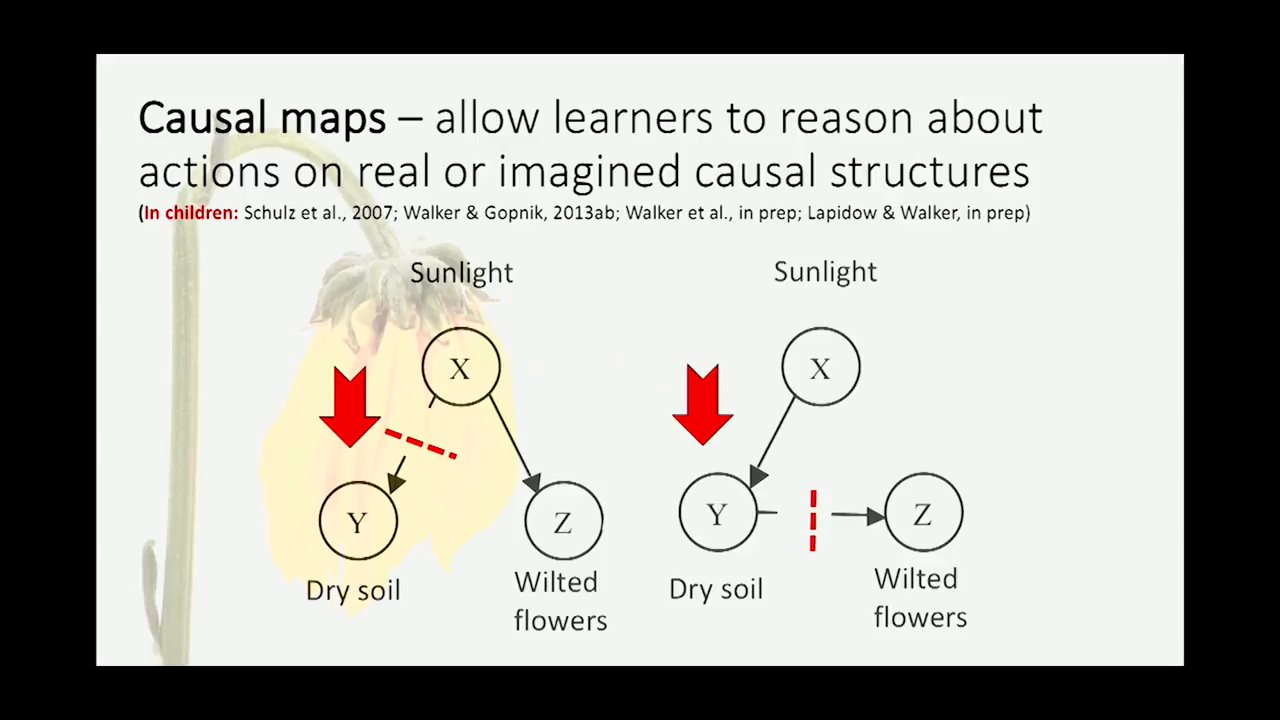 Causal maps – allow learners to reason about
actions on real or imagined causal structures
(In children: Schulz et al., 2007; Walker & Gopnik, 2013ab; Walker et al., in prep; Lapidow & Walker, in prep)
Sunlight
X
Y
Z
Dry soil
Wilted
flowers
Sunlight
X
Y
Z
Dry soil
Wilted
flowers